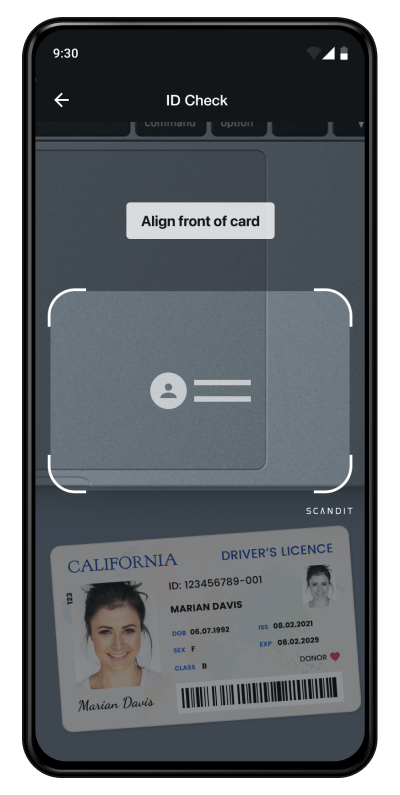 9:30
ID Check
command option
Align front of card
SCANDIT
CALIFORNIA DRIVER'S LICENCE
123
ID: 123456789-001
MARIAN DAVIS
DOB 06.07.1992 ISS 08.02.2021
SEX F EXP 08.02.2029
CLASS B DONOR
Marian Davis